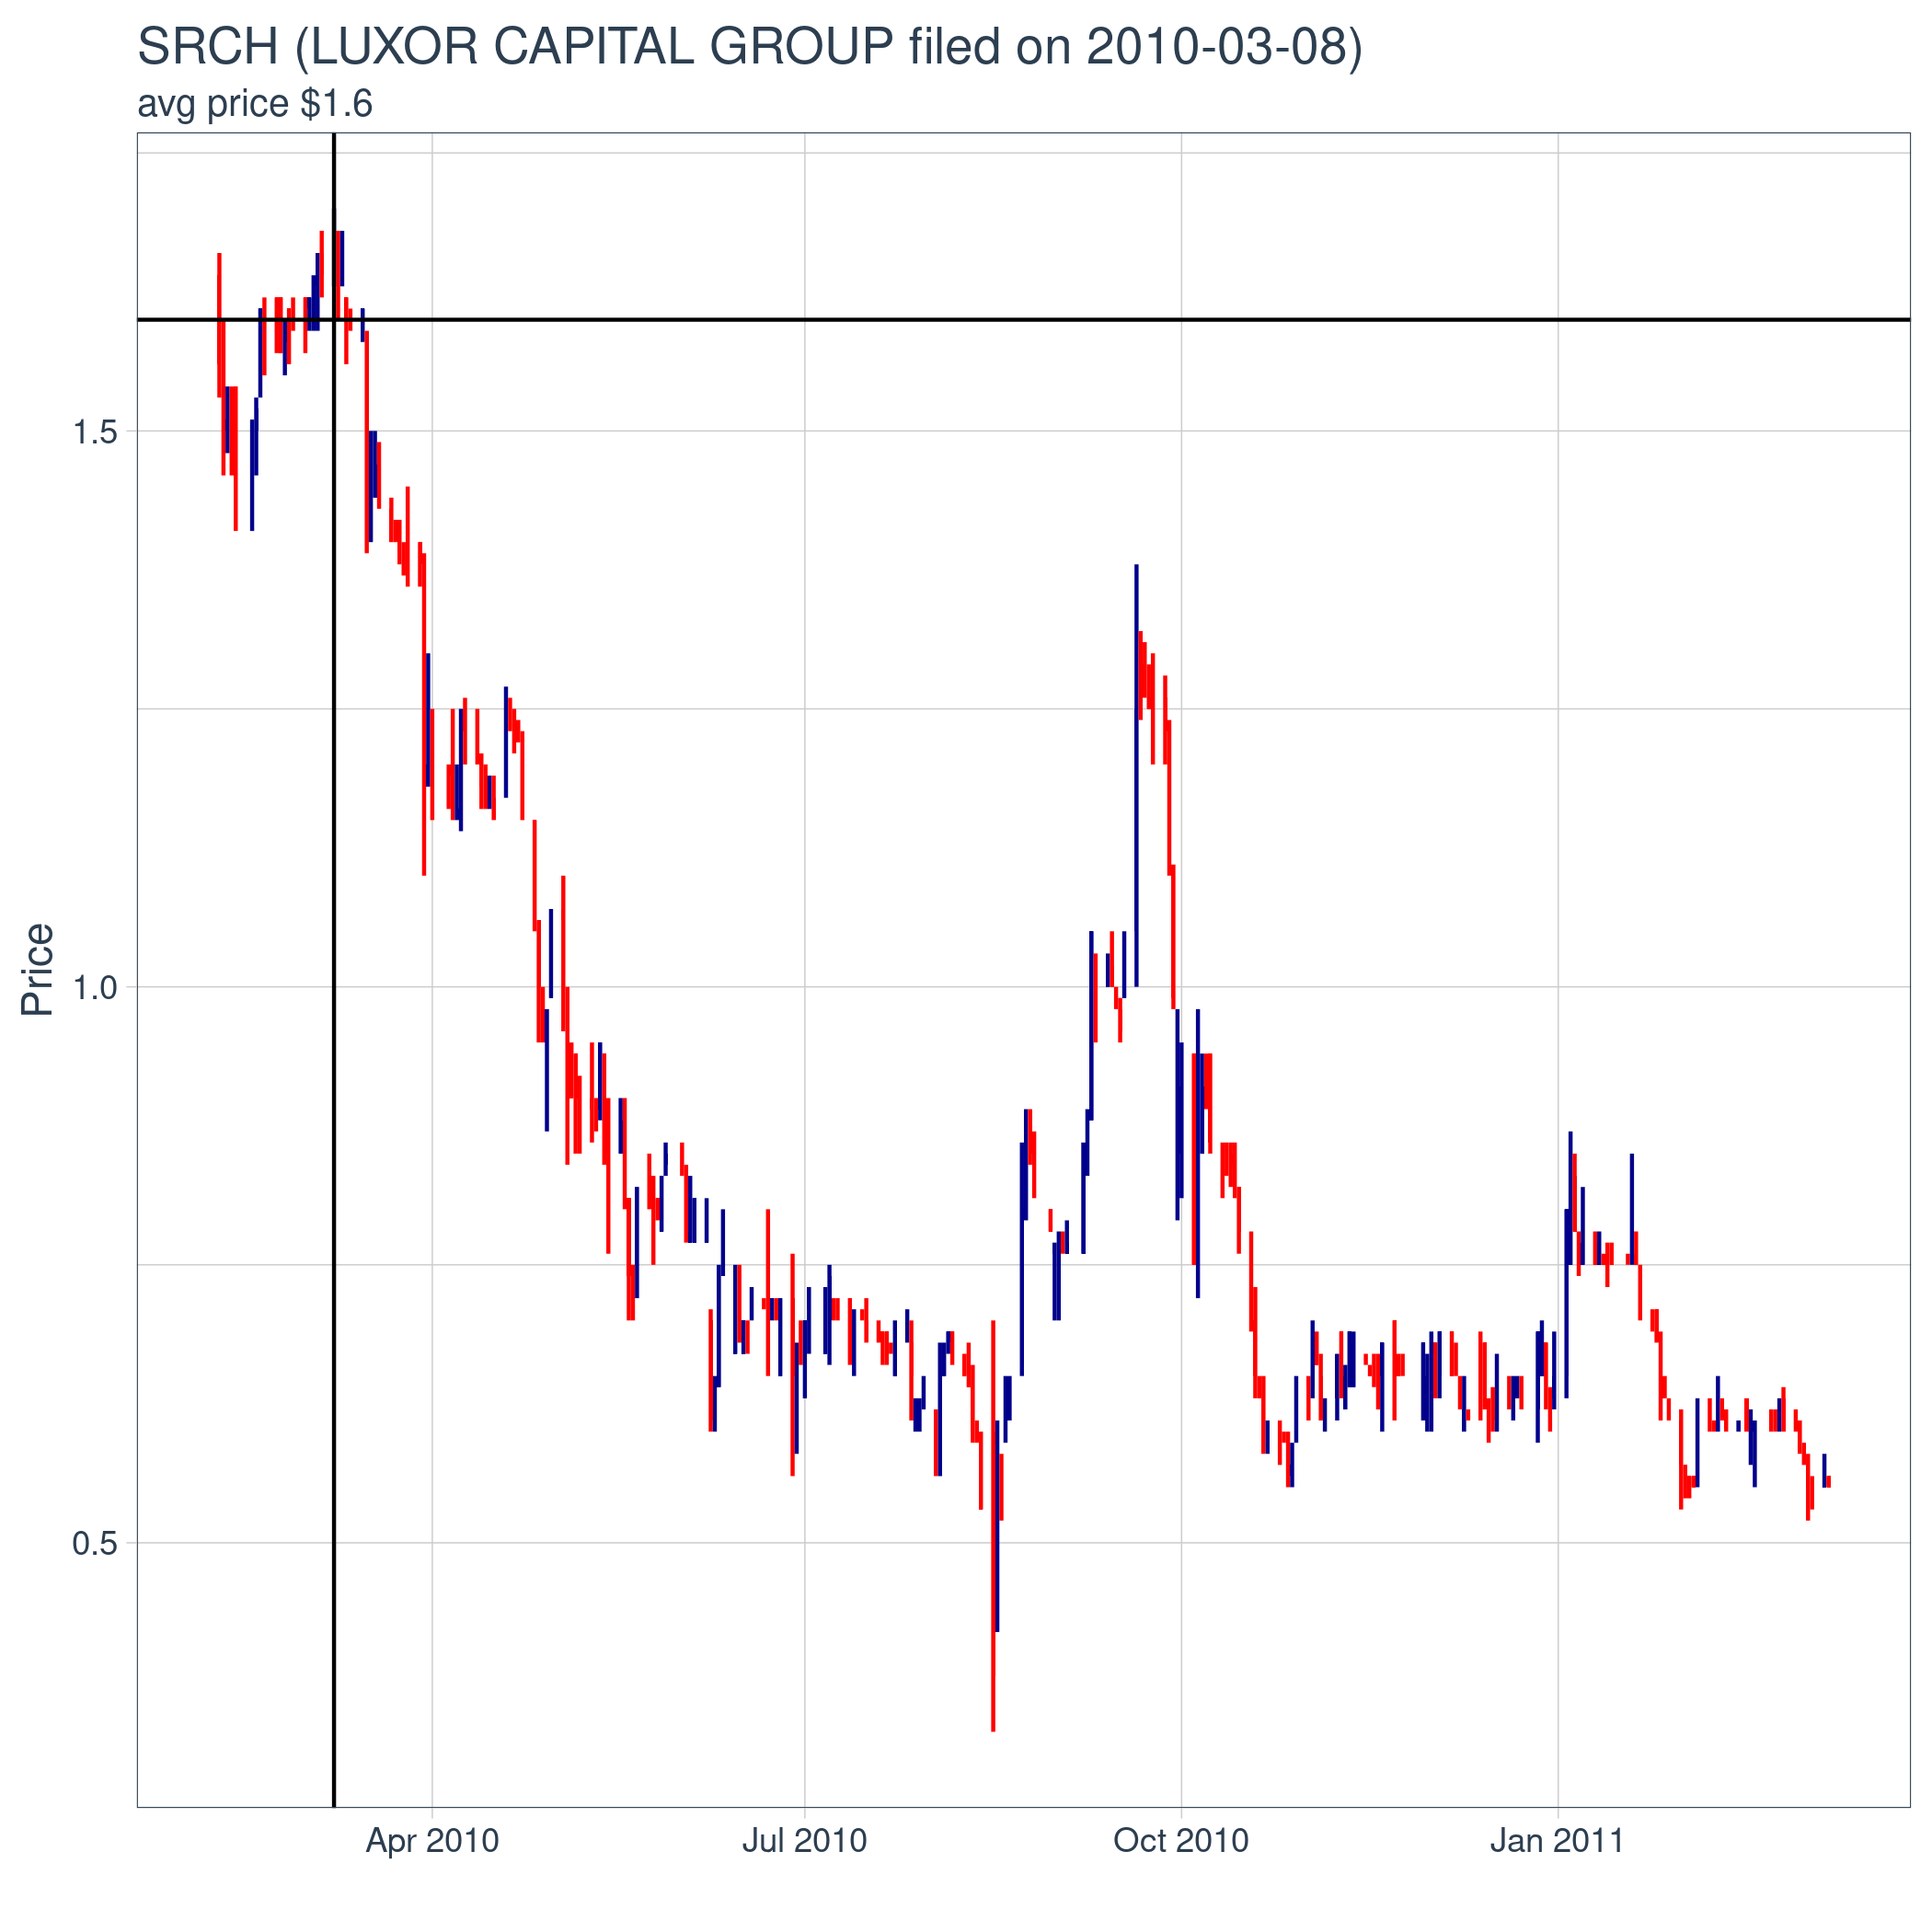 SRCH (LUXOR CAPITAL GROUP filed on 2010-03-08)
avg price $1.6
1.5
1.0
0.5
Price
Apr 2010
Jul 2010
Oct 2010
Jan 2011